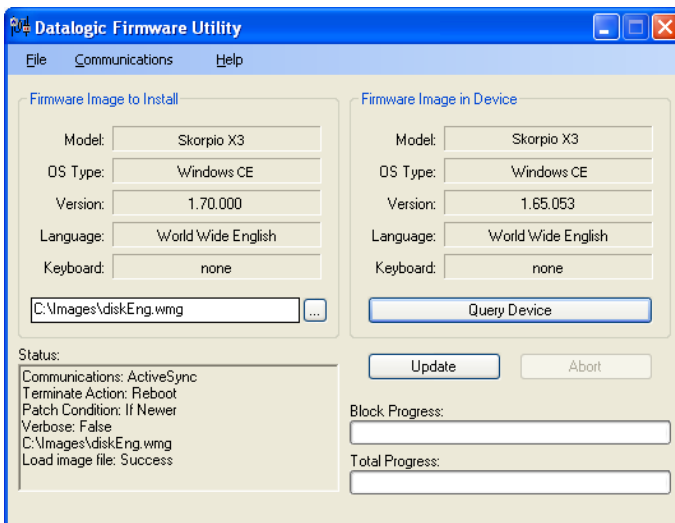 Datalogic Firmware Utility
File Communications Help
Firmware Image to Install
Model: Skorpio X3
OS Type: Windows CE
Version: 1.70.000
Language: World Wide English
Keyboard: none
C:\Images\diskEng.wmg ...
Firmware Image in Device
Model: Skorpio X3
OS Type: Windows CE
Version: 1.65.053
Language: World Wide English
Keyboard: none
Query Device
Status:
Communications: ActiveSync
Terminate Action: Reboot
Patch Condition: If Newer
Verbose: False
C:\Images\diskEng.wmg
Load image file: Success
Update Abort
Block Progress:
Total Progress: